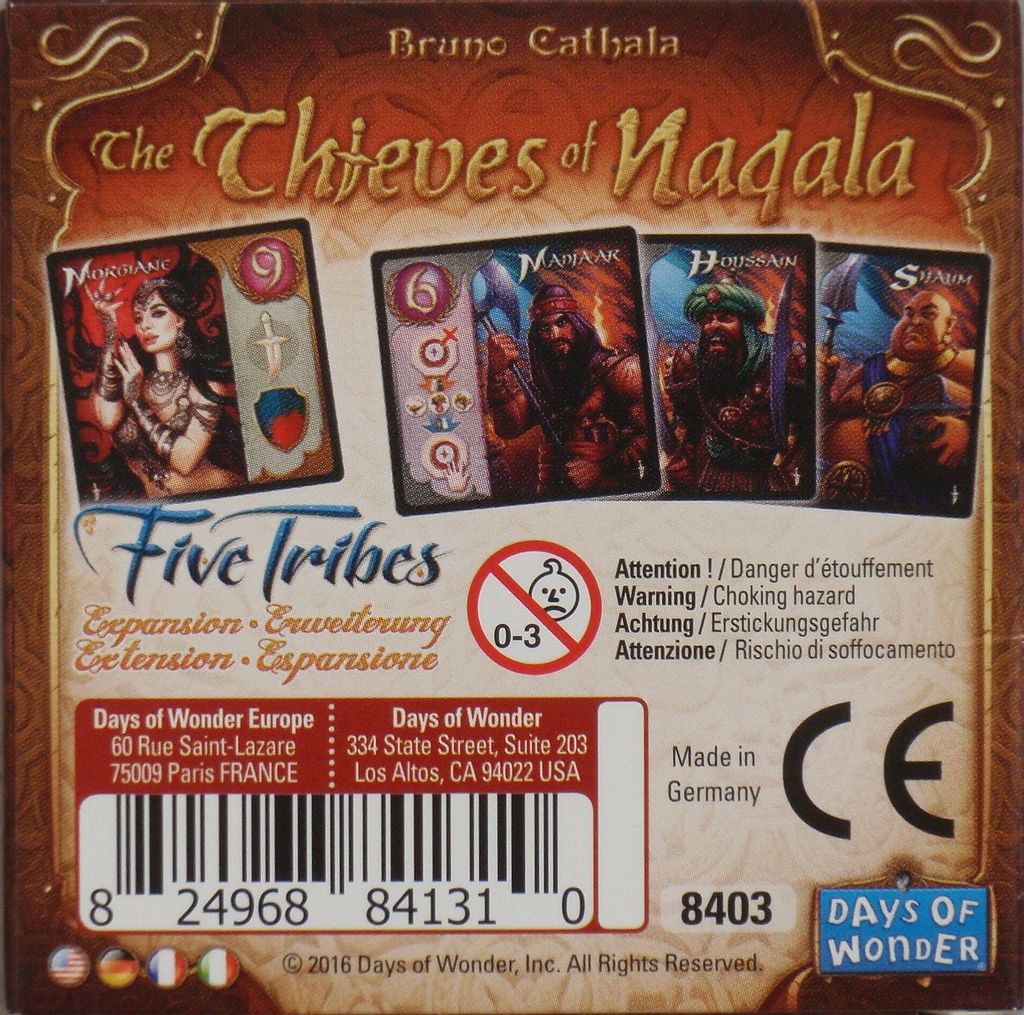 Bruno Cathala
The Thieves of Naqala
Morgiane
9
6
Manjaar
Houssain
Shaum
Five Tribes
Expansion • Erweiterung
Extension • Espansione
0-3
Attention ! / Danger d'étouffement
Warning / Choking hazard
Achtung / Erstickungsgefahr
Attenzione / Rischio di soffocamento
Days of Wonder Europe
60 Rue Saint-Lazare
75009 Paris FRANCE
Days of Wonder
334 State Street, Suite 203
Los Altos, CA 94022 USA
Made in
Germany
CE
8 24968 84131 0
8403
DAYS OF
WONDER
© 2016 Days of Wonder, Inc. All Rights Reserved.